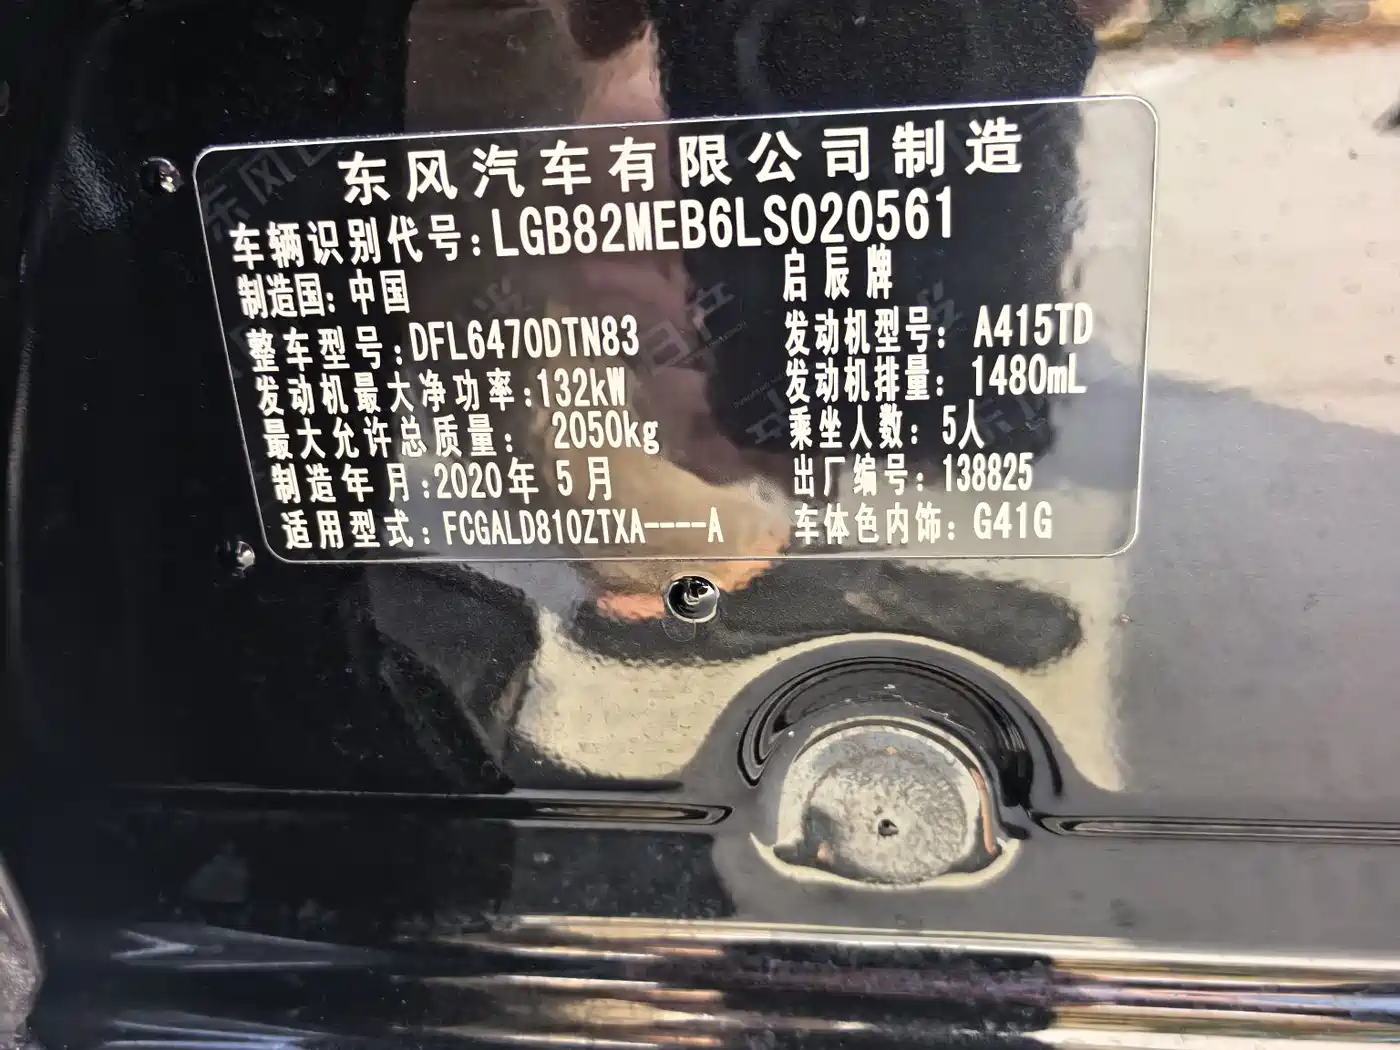 东风汽车有限公司制造
车辆识别代号:LGB82MEB6LS020561
制造国:中国 启辰牌
整车型号:DFL6470DTN83 发动机型号: A415TD
发动机最大净功率:132kW 发动机排量: 1480mL
最大允许总质量: 2050kg 乘坐人数: 5人
制造年月:2020年 5月 出厂编号: 138825
适用型式: FCGALD810ZTXA----A 车体色内饰: G41G